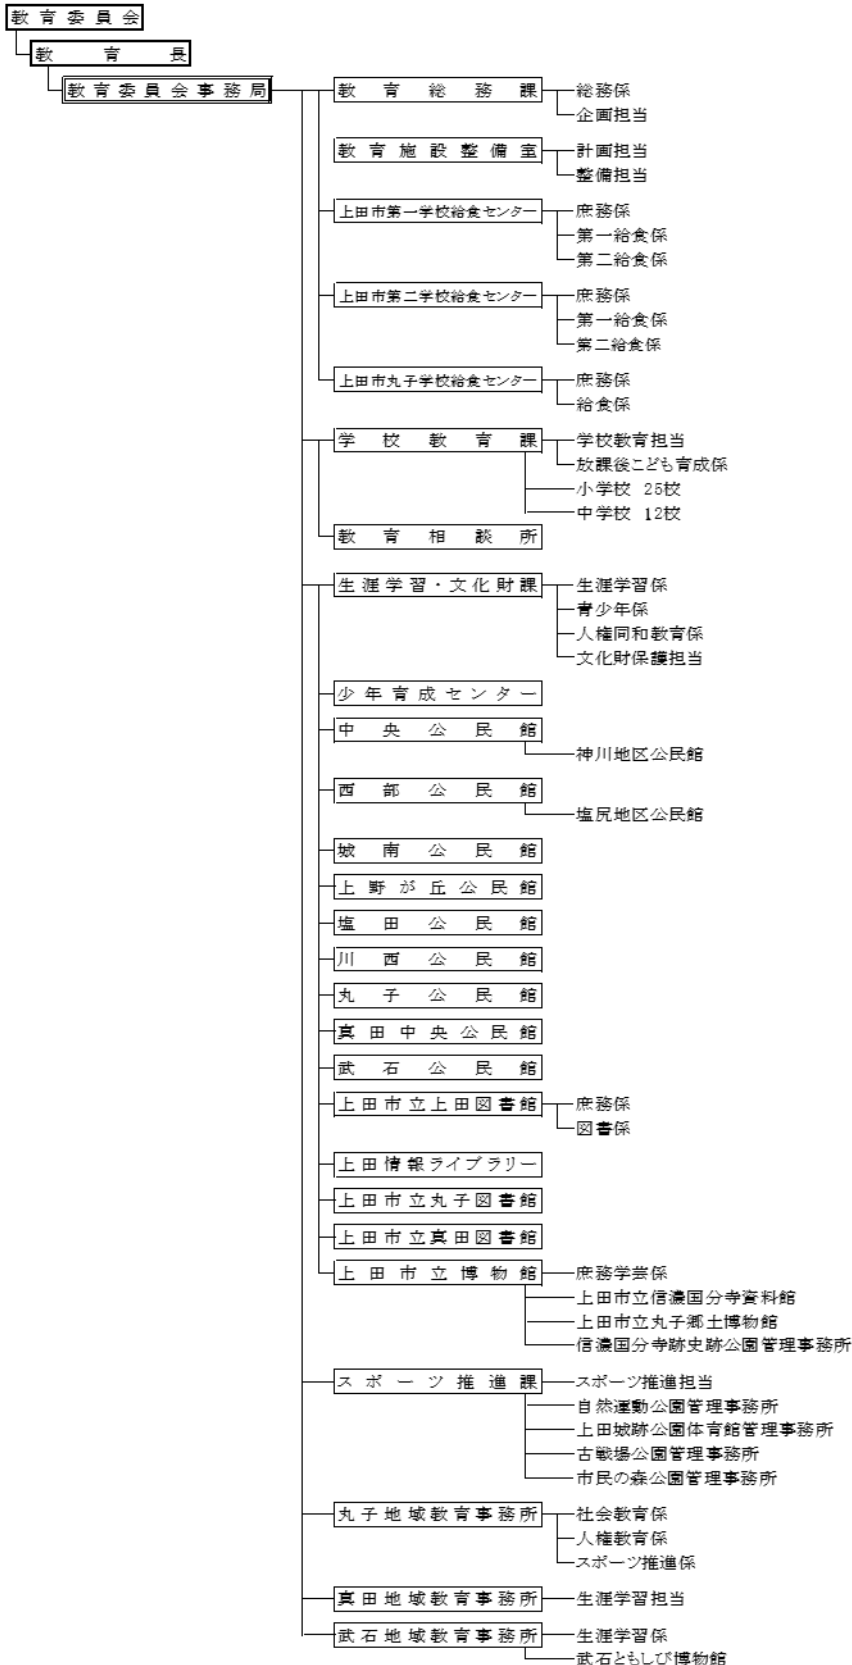 教育委員会
教育長
教育委員会事務局
教育総務課 総務係
企画担当
教育施設整備室 計画担当
整備担当
上田市第一学校給食センター 庶務係
第一給食係
第二給食係
上田市第二学校給食センター 庶務係
第一給食係
第二給食係
上田市丸子学校給食センター 庶務係
給食係
学校教育課 学校教育担当
放課後こども育成係
小学校 25校
中学校 12校
教育相談所
生涯学習・文化財課 生涯学習係
青少年係
人権同和教育係
文化財保護担当
少年育成センター
中央公民館
神川地区公民館
西部公民館
塩尻地区公民館
城南公民館
上野が丘公民館
塩田公民館
川西公民館
丸子公民館
真田中央公民館
武石公民館
上田市立上田図書館 庶務係
図書係
上田情報ライブラリー
上田市立丸子図書館
上田市立真田図書館
上田市立博物館 庶務学芸係
上田市立信濃国分寺資料館
上田市立丸子郷土博物館
信濃国分寺跡史跡公園管理事務所
スポーツ推進課 スポーツ推進担当
自然運動公園管理事務所
上田城跡公園体育館管理事務所
古戦場公園管理事務所
市民の森公園管理事務所
丸子地域教育事務所 社会教育係
人権教育係
スポーツ推進係
真田地域教育事務所 生涯学習担当
武石地域教育事務所 生涯学習係
武石ともしび博物館